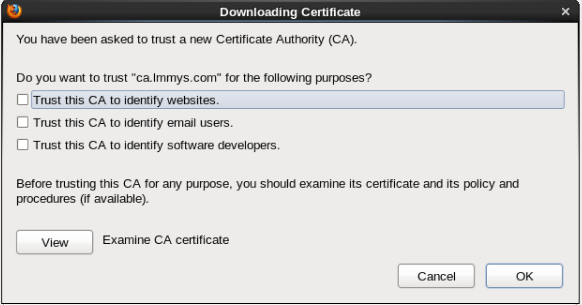 Downloading Certificate
You have been asked to trust a new Certificate Authority (CA).
Do you want to trust "ca.lmmys.com" for the following purposes?
Trust this CA to identify websites.
Trust this CA to identify email users.
Trust this CA to identify software developers.
Before trusting this CA for any purpose, you should examine its certificate and its policy and
procedures (if available).
View Examine CA certificate
Cancel OK